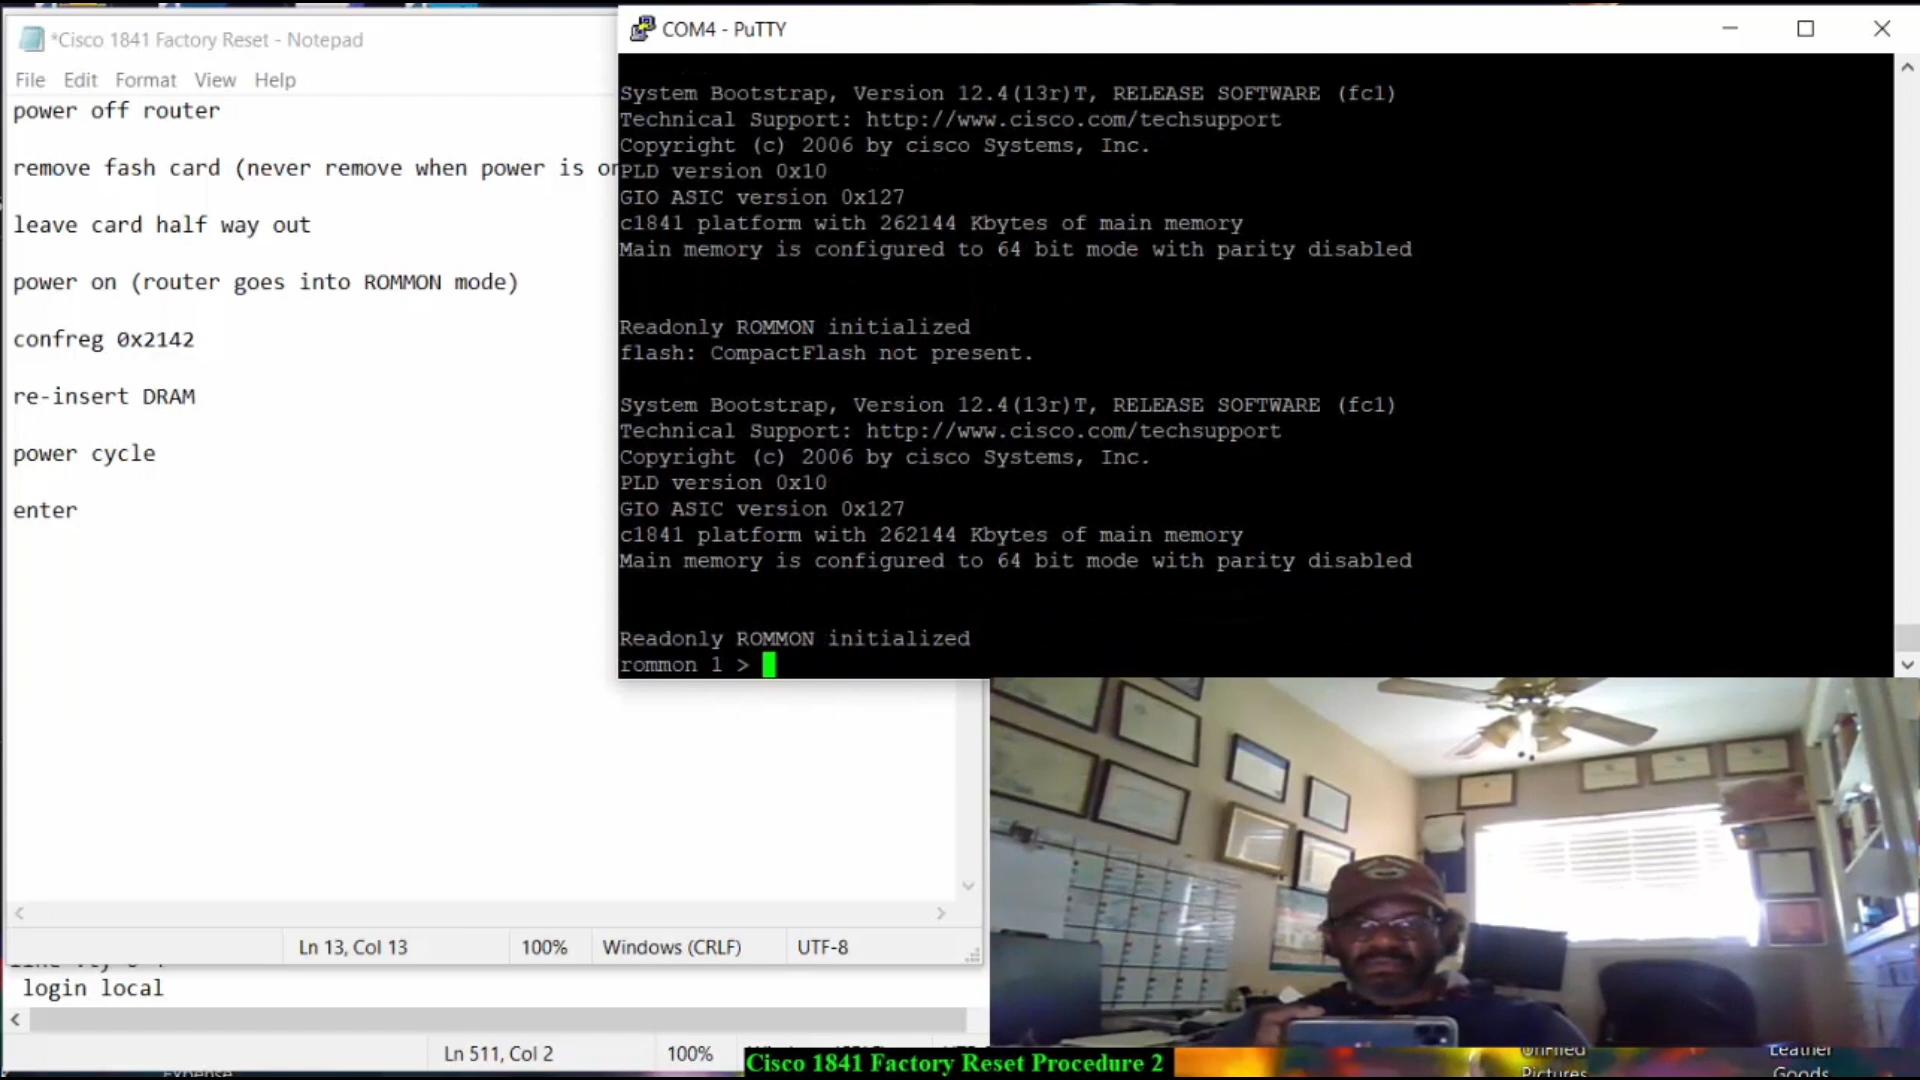 *Cisco 1841 Factory Reset - Notepad
File Edit Format View Help
power off router
remove fash card (never remove when power is on
leave card half way out
power on (router goes into ROMMON mode)
confreg 0x2142
re-insert DRAM
power cycle
enter
Ln 13, Col 13 100% Windows (CRLF) UTF-8
login local
Ln 511, Col 2 100%
COM4 - PuTTY
System Bootstrap, Version 12.4(13r)T, RELEASE SOFTWARE (fc1)
Technical Support: http://www.cisco.com/techsupport
Copyright (c) 2006 by cisco Systems, Inc.
PLD version 0x10
GIO ASIC version 0x127
c1841 platform with 262144 Kbytes of main memory
Main memory is configured to 64 bit mode with parity disabled
Readonly ROMMON initialized
flash: CompactFlash not present.
System Bootstrap, Version 12.4(13r)T, RELEASE SOFTWARE (fc1)
Technical Support: http://www.cisco.com/techsupport
Copyright (c) 2006 by cisco Systems, Inc.
PLD version 0x10
GIO ASIC version 0x127
c1841 platform with 262144 Kbytes of main memory
Main memory is configured to 64 bit mode with parity disabled
Readonly ROMMON initialized
rommon 1 >
Cisco 1841 Factory Reset Procedure 2
Unfiled
Pictures
Leather
Goods
Expense